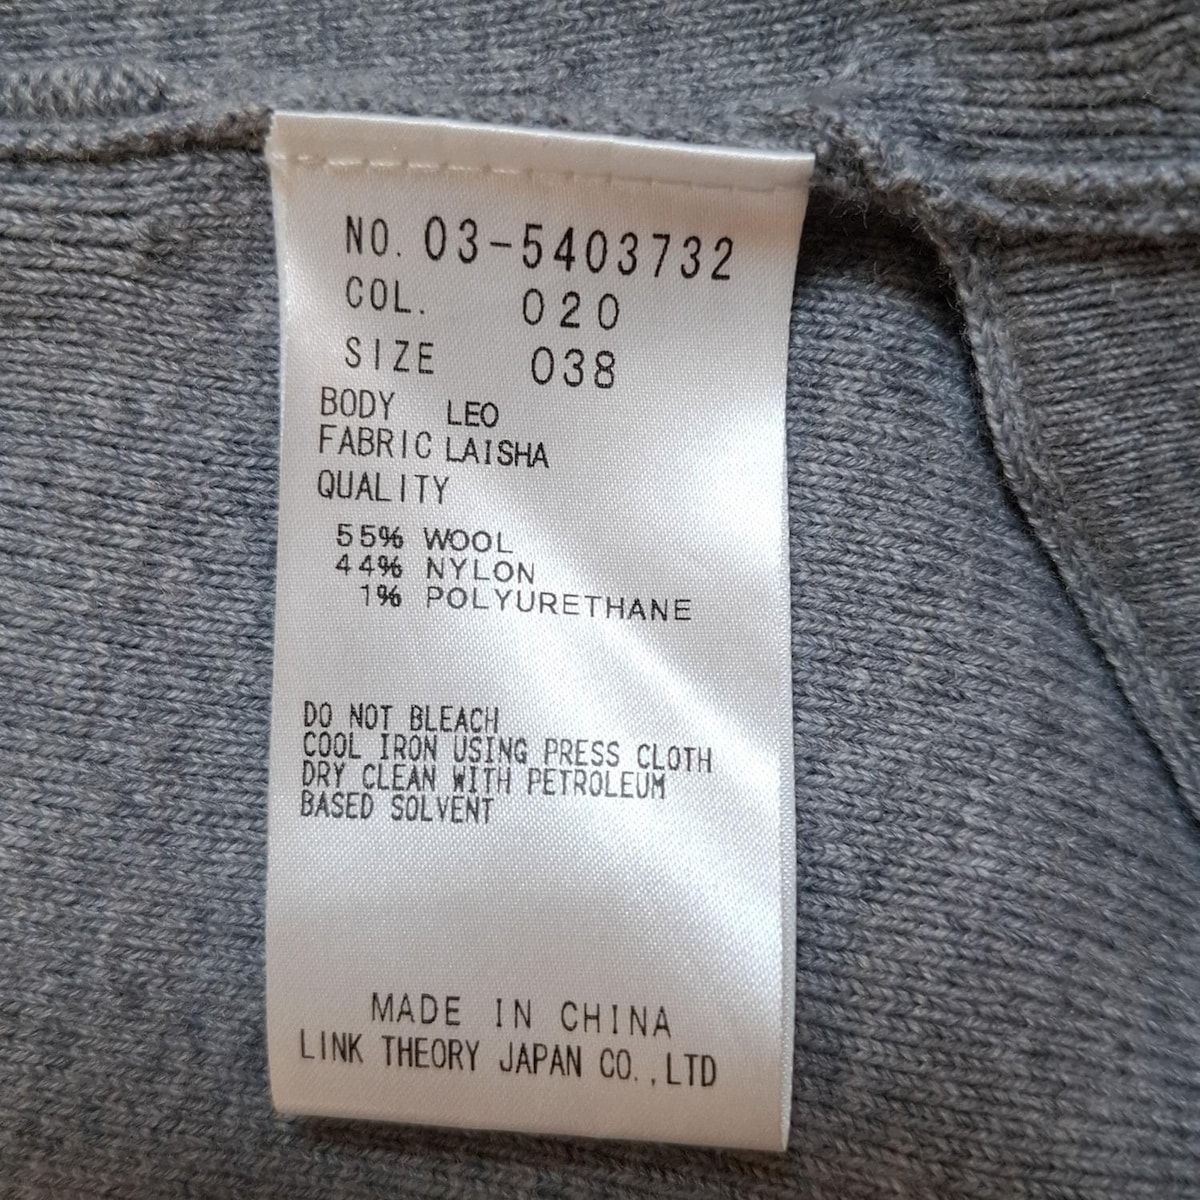 NO. 03-5403732
COL. 020
SIZE 038
BODY LEO
FABRIC LAISHA
QUALITY
55% WOOL
44% NYLON
1% POLYURETHANE
DO NOT BLEACH
COOL IRON USING PRESS CLOTH
DRY CLEAN WITH PETROLEUM
BASED SOLVENT
MADE IN CHINA
LINK THEORY JAPAN CO.,LTD